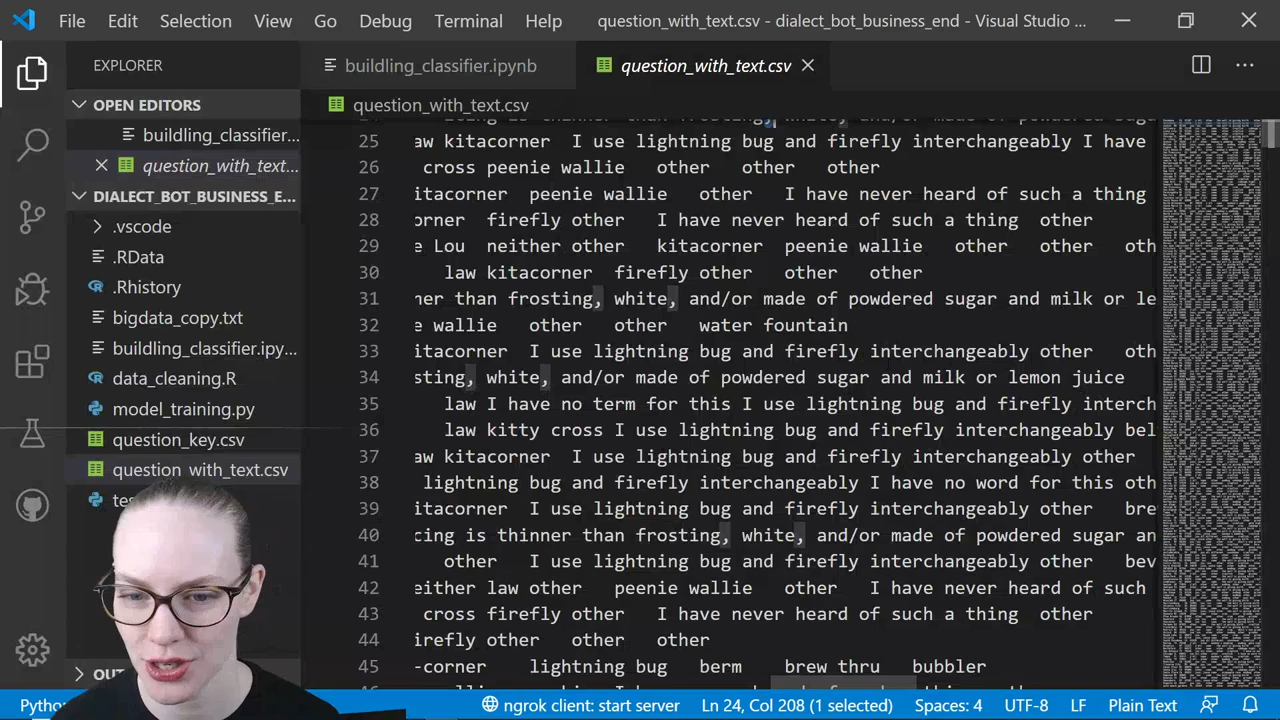 File Edit Selection View Go Debug Terminal Help question_with_text.csv - dialect_bot_business_end - Visual Studio ...
EXPLORER
buildling_classifier.ipynb
question_with_text.csv
OPEN EDITORS
question_with_text.csv
buildling_classifier...
question_with_text...
DIALECT_BOT_BUSINESS_E...
.vscode
.RData
.Rhistory
bigdata_copy.txt
buildling_classifier.ipy...
data_cleaning.R
model_training.py
question_key.csv
question with_text.csv
te
OU
25 aw kitacorner I use lightning bug and firefly interchangeably I have
26 cross pen wallie other other other
27 itacorner peenie wallie other I have never heard of such a thing
28 orner firefly other I have never heard of such a thing other
29 e Lou neither other kitacorner peenie wallie other other oth
30 law kitacorner firefly other other other
31 ner than frosting, white, and/or made of powdered sugar and milk or le
32 e wallie other other water fountain
33 itacorner I use lightning bug and firefly interchangeably other oth
34 sting, white, and/or made of powdered sugar and milk or lemon juice
35 law I have no term for this I use lightning bug and firefly interchan
36 law kitty cross I use lightning bug and firefly interchangeably bel
37 aw kitacorner I use lightning bug and firefly interchangeably other
38 lightning bug and firefly interchangeably I have no word for this oth
39 itacorner I use lightning bug and firefly interchangeably other bre
40 cing is thinner than frosting, white, and/or made of powdered sugar an
41 other I use lightning bug and firefly interchangeably other bev
42 either kitacorner peenie wallie other I have never heard of such
43 cross firefly other I have never heard of such a thing other
44 irefly other other other
45 -corner lightning bug berm brew thru bubbler
Pytho ngrok client: start server Ln 24, Col 208 (1 selected) Spaces: 4 UTF-8 LF Plain Text